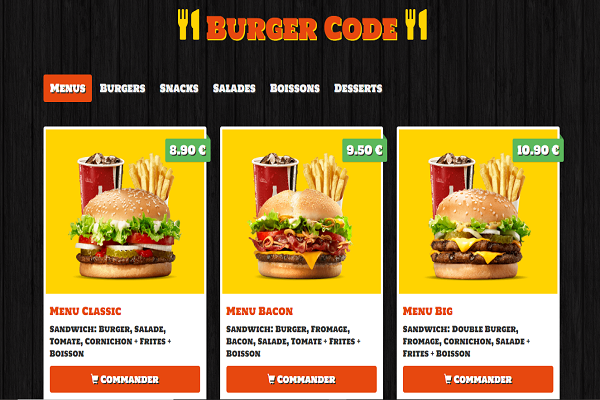 Burger Code
Menus Burgers Snacks Salades Boissons Desserts
8.90 €
9.50 €
10.90 €
Menu Classic
Sandwich: Burger, Salade,
Tomate, Cornichon + Frites +
Boisson
Commander
Menu Bacon
Sandwich: Burger, Fromage,
Bacon, Salade, Tomate + Frites +
Boisson
Commander
Menu Big
Sandwich: Double Burger,
Fromage, Cornichon, Salade +
Frites + Boisson
Commander